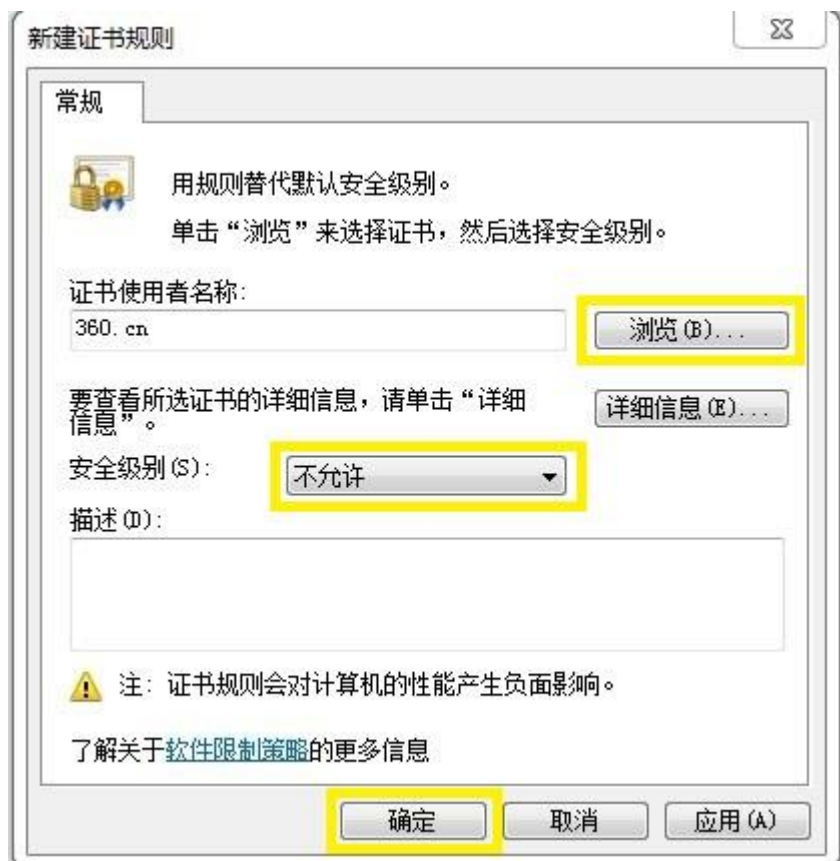 新建证书规则
常规
用规则替代默认安全级别。
单击“浏览”来选择证书，然后选择安全级别。
证书使用者名称:
360.cn
浏览(B)...
要查看所选证书的详细信息，请单击“详细
信息”。
详细信息(E)...
安全级别(S):
不允许
描述(D):
注: 证书规则会对计算机的性能产生负面影响。
了解关于软件限制策略的更多信息
确定
取消
应用(A)